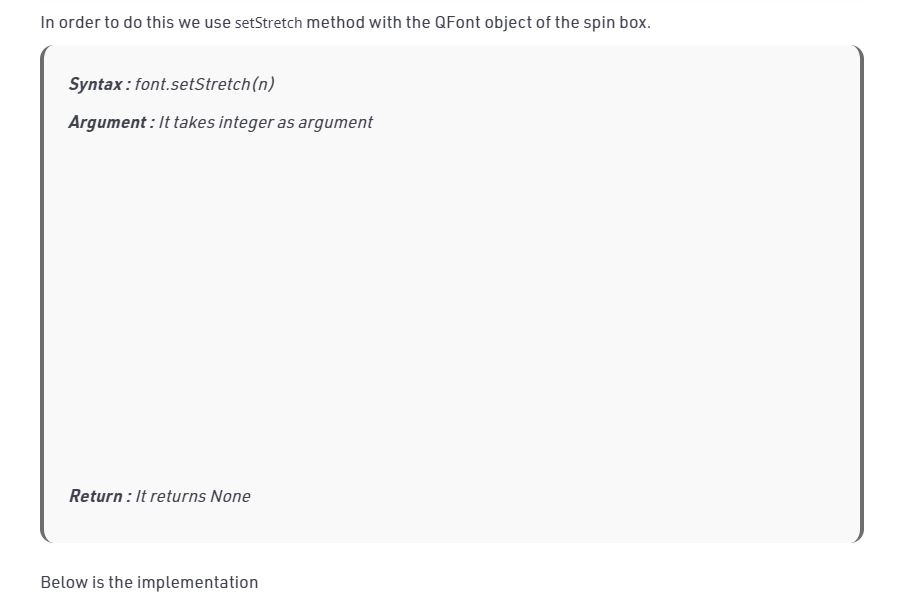 In order to do this we use setStretch method with the QFont object of the spin box.
Syntax : font.setStretch(n)
Argument : It takes integer as argument
Return : It returns None
Below is the implementation